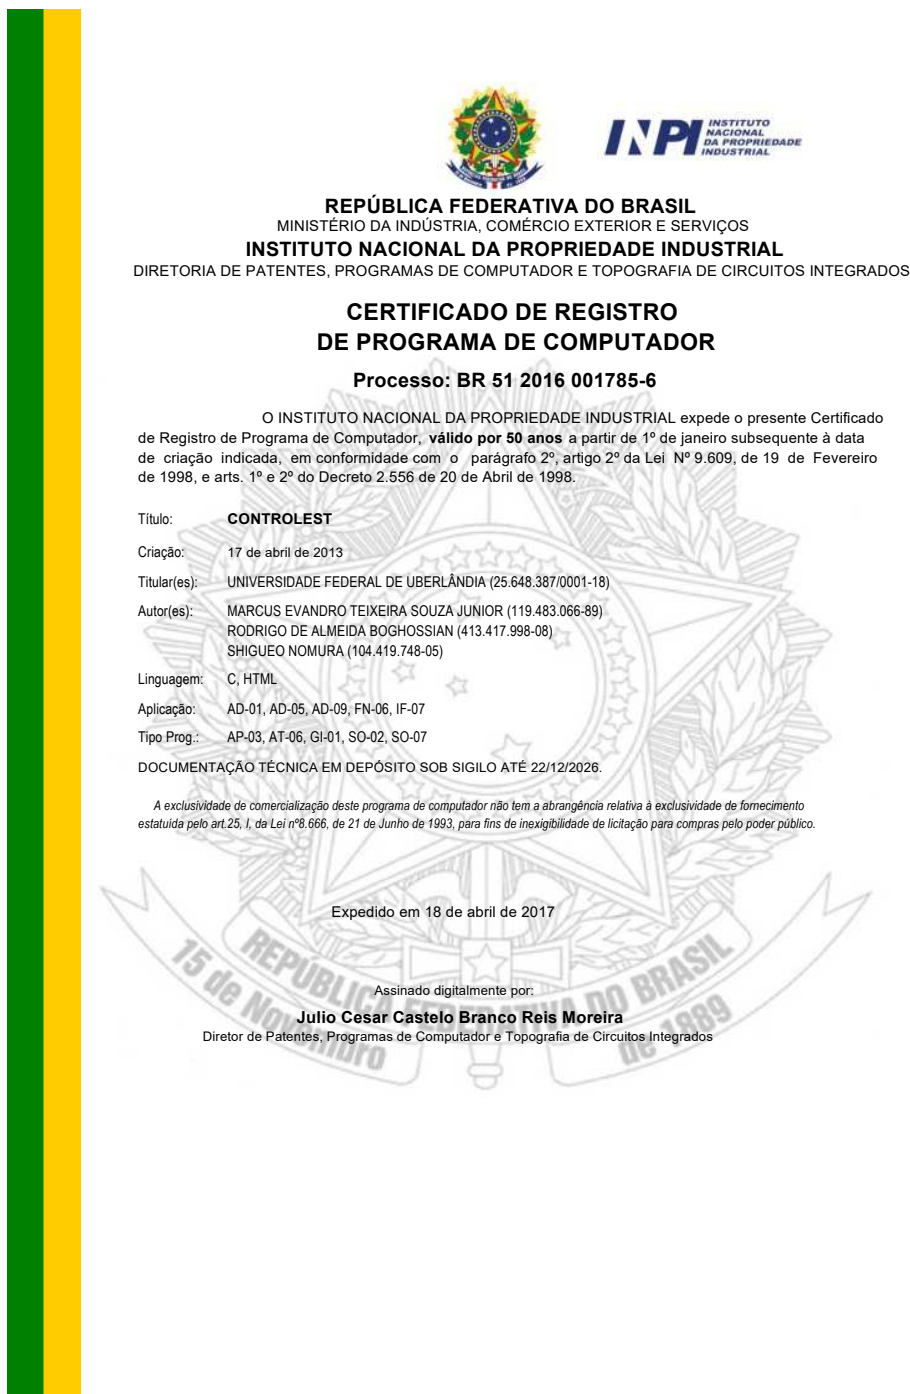 INPI INSTITUTO
NACIONAL
DA PROPRIEDADE
INDUSTRIAL
REPÚBLICA FEDERATIVA DO BRASIL
MINISTÉRIO DA INDÚSTRIA, COMÉRCIO EXTERIOR E SERVIÇOS
INSTITUTO NACIONAL DA PROPRIEDADE INDUSTRIAL
DIRETORIA DE PATENTES, PROGRAMAS DE COMPUTADOR E TOPOGRAFIA DE CIRCUITOS INTEGRADOS
CERTIFICADO DE REGISTRO
DE PROGRAMA DE COMPUTADOR
Processo: BR 51 2016 001785-6
O INSTITUTO NACIONAL DA PROPRIEDADE INDUSTRIAL expede o presente Certificado
de Registro de Programa de Computador, válido por 50 anos a partir de 1º de janeiro subsequente à data
de criação indicada, em conformidade com o parágrafo 2º, artigo 2º da Lei Nº 9.609, de 19 de Fevereiro
de 1998, e arts. 1º e 2º do Decreto 2.556 de 20 de Abril de 1998.
Título: CONTROLEST
Criação: 17 de abril de 2013
Titular(es): UNIVERSIDADE FEDERAL DE UBERLÂNDIA (25.648.387/0001-18)
Autor(es): MARCUS EVANDRO TEIXEIRA SOUZA JUNIOR (119.483.066-89)
RODRIGO DE ALMEIDA BOGHOSSIAN (413.417.998-08)
SHIGUEO NOMURA (104.419.748-05)
Linguagem: C, HTML
Aplicação: AD-01, AD-05, AD-09, FN-06, IF-07
Tipo Prog.: AP-03, AT-06, GI-01, SO-02, SO-07
DOCUMENTAÇÃO TÉCNICA EM DEPÓSITO SOB SIGILO ATÉ 22/12/2026.
A exclusividade de comercialização deste programa de computador não tem a abrangência relativa à exclusividade de fornecimento
estatuída pelo art.25, I, da Lei nº8.666, de 21 de Junho de 1993, para fins de inexigibilidade de licitação para compras pelo poder público.
Expedido em 18 de abril de 2017
REPÚBLICA FEDERATIVA DO BRASIL
15 de Novembro de 1889
Assinado digitalmente por:
Julio Cesar Castelo Branco Reis Moreira
Diretor de Patentes, Programas de Computador e Topografia de Circuitos Integrados